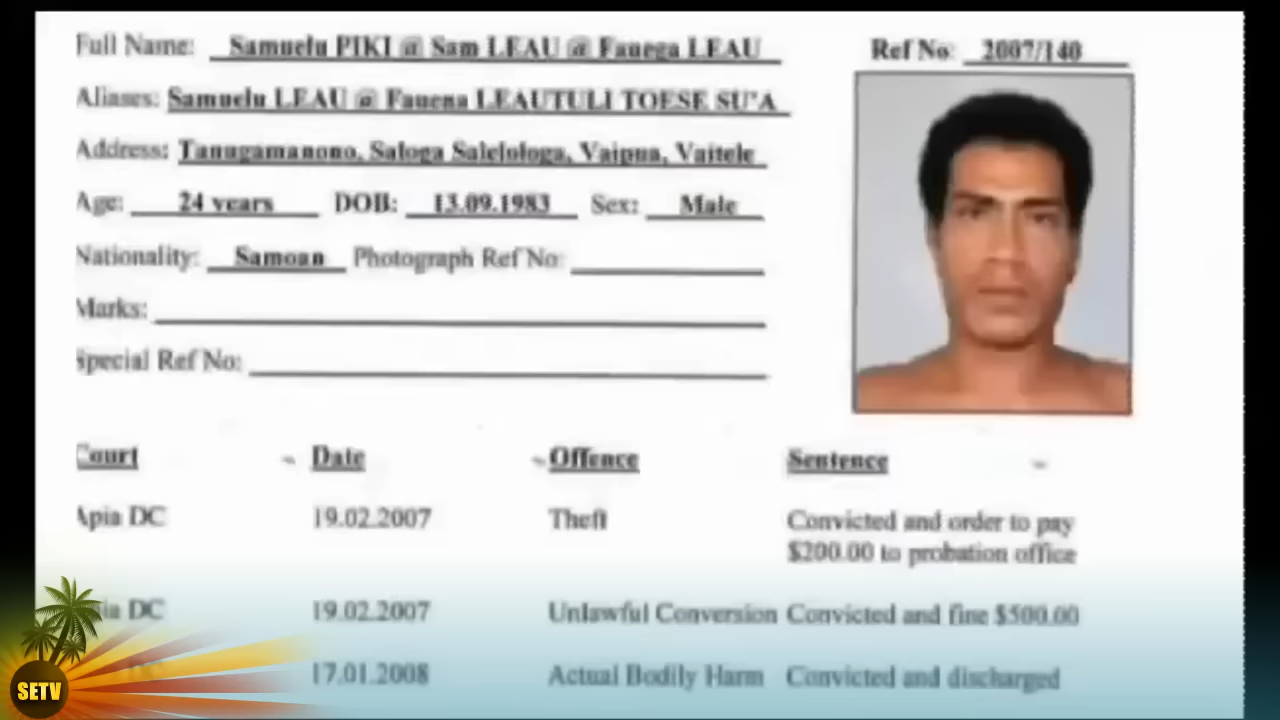 Full Name: Samuelu PIKI @ Sam LEAU @ Fauega LEAU
Ref No: 2007/140
Aliases: Samuelu LEAU @ Fauena LEAUTULI TOESE SU'A
Address: Tanugamanono, Saloga Salelologa, Vaipua, Vaitele
Age: 24 years DOB: 13.09.1983 Sex: Male
Nationality: Samoan Photograph Ref No:
Marks:
Special Ref No:
Court Date Offence Sentence
Apia DC 19.02.2007 Theft Convicted and order to pay
$200.00 to probation office
DC 19.02.2007 Unlawful Conversion Convicted and fine $500.00
17.01.2008 Actual Bodily Harm Convicted and discharged
SETV